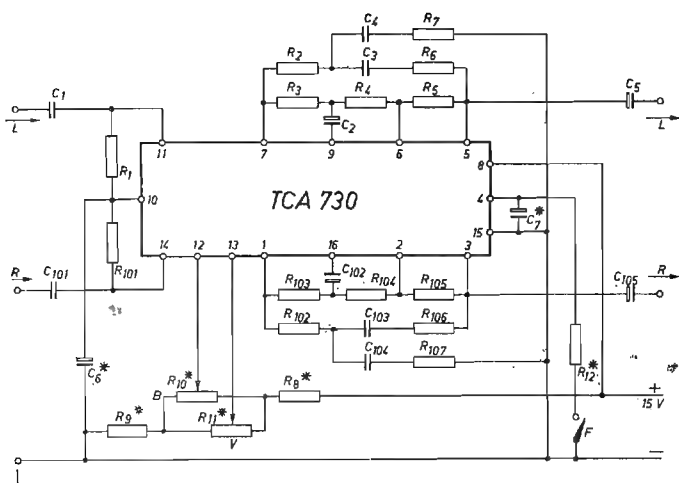 C4 R7
R2 C3 R6
C1 R3 R4 R5 C5
L C2 L
11 7 9 6 5
R1 8
10 TCA 730 4
C7*
15
14 12 13 1 16 2 3
R C101 R101 C102 R
R103 R104 R105 C105
R102 C103 R106
C104 R107 R12*
C6* R10* R8*
B + 15 V
R9* R11* F
V
1 −